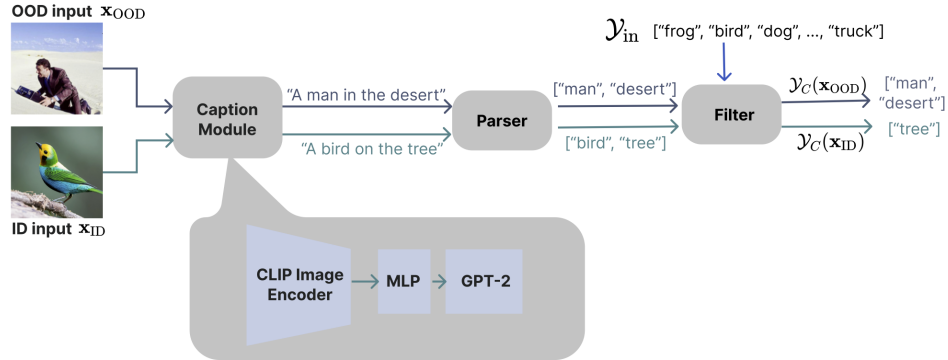 OOD input x_OOD
ID input x_ID
Caption
Module
“A man in the desert”
“A bird on the tree”
Parser
[“man”, “desert”]
[“bird”, “tree”]
𝒴_in [“frog”, “bird”, “dog”, ..., “truck”]
Filter
𝒴_C(x_OOD)
𝒴_C(x_ID)
[“man”,
“desert”]
[“tree”]
CLIP Image
Encoder
MLP
GPT-2